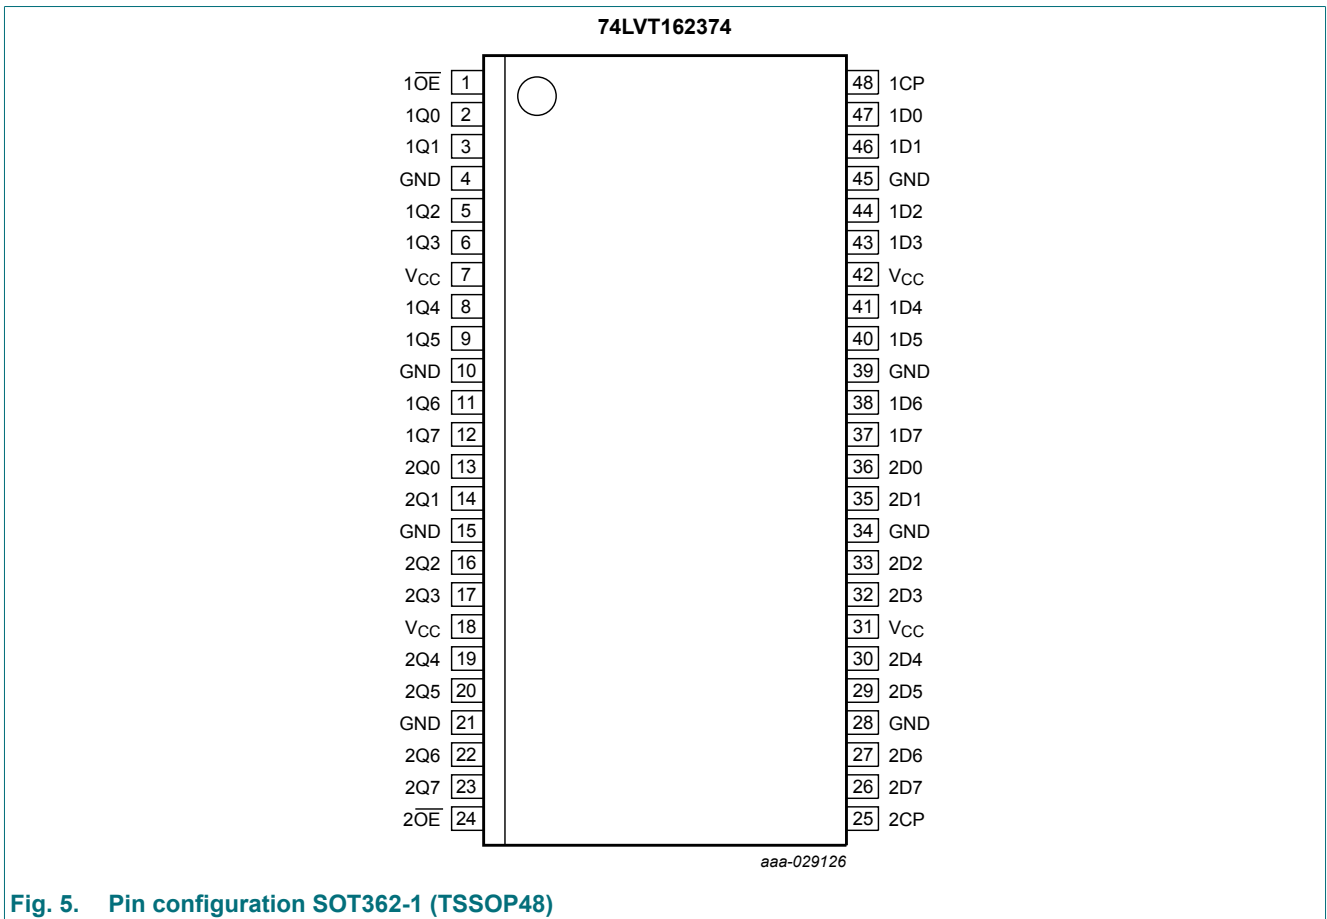 74LVT162374
1O̅E̅ 1 48 1CP
1Q0 2 47 1D0
1Q1 3 46 1D1
GND 4 45 GND
1Q2 5 44 1D2
1Q3 6 43 1D3
VCC 7 42 VCC
1Q4 8 41 1D4
1Q5 9 40 1D5
GND 10 39 GND
1Q6 11 38 1D6
1Q7 12 37 1D7
2Q0 13 36 2D0
2Q1 14 35 2D1
GND 15 34 GND
2Q2 16 33 2D2
2Q3 17 32 2D3
VCC 18 31 VCC
2Q4 19 30 2D4
2Q5 20 29 2D5
GND 21 28 GND
2Q6 22 27 2D6
2Q7 23 26 2D7
2O̅E̅ 24 25 2CP
aaa-029126
Fig. 5. Pin configuration SOT362-1 (TSSOP48)